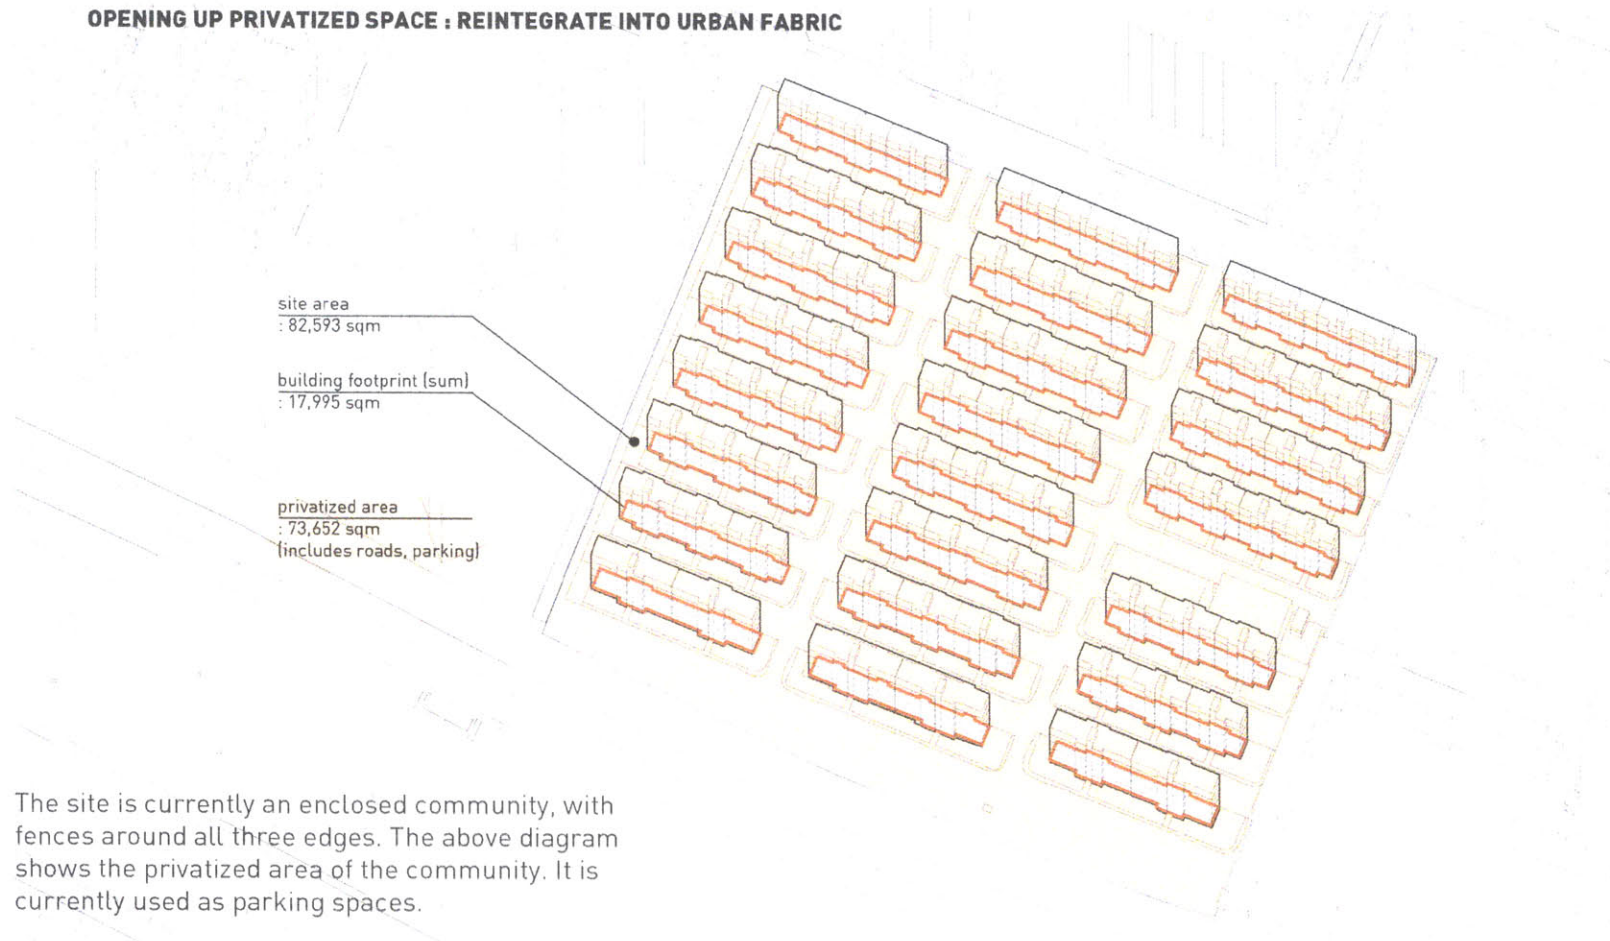 OPENING UP PRIVATIZED SPACE : REINTEGRATE INTO URBAN FABRIC
site area
: 82,593 sqm
building footprint (sum)
: 17,995 sqm
privatized area
: 73,652 sqm
(includes roads, parking)
The site is currently an enclosed community, with
fences around all three edges. The above diagram
shows the privatized area of the community. It is
currently used as parking spaces.